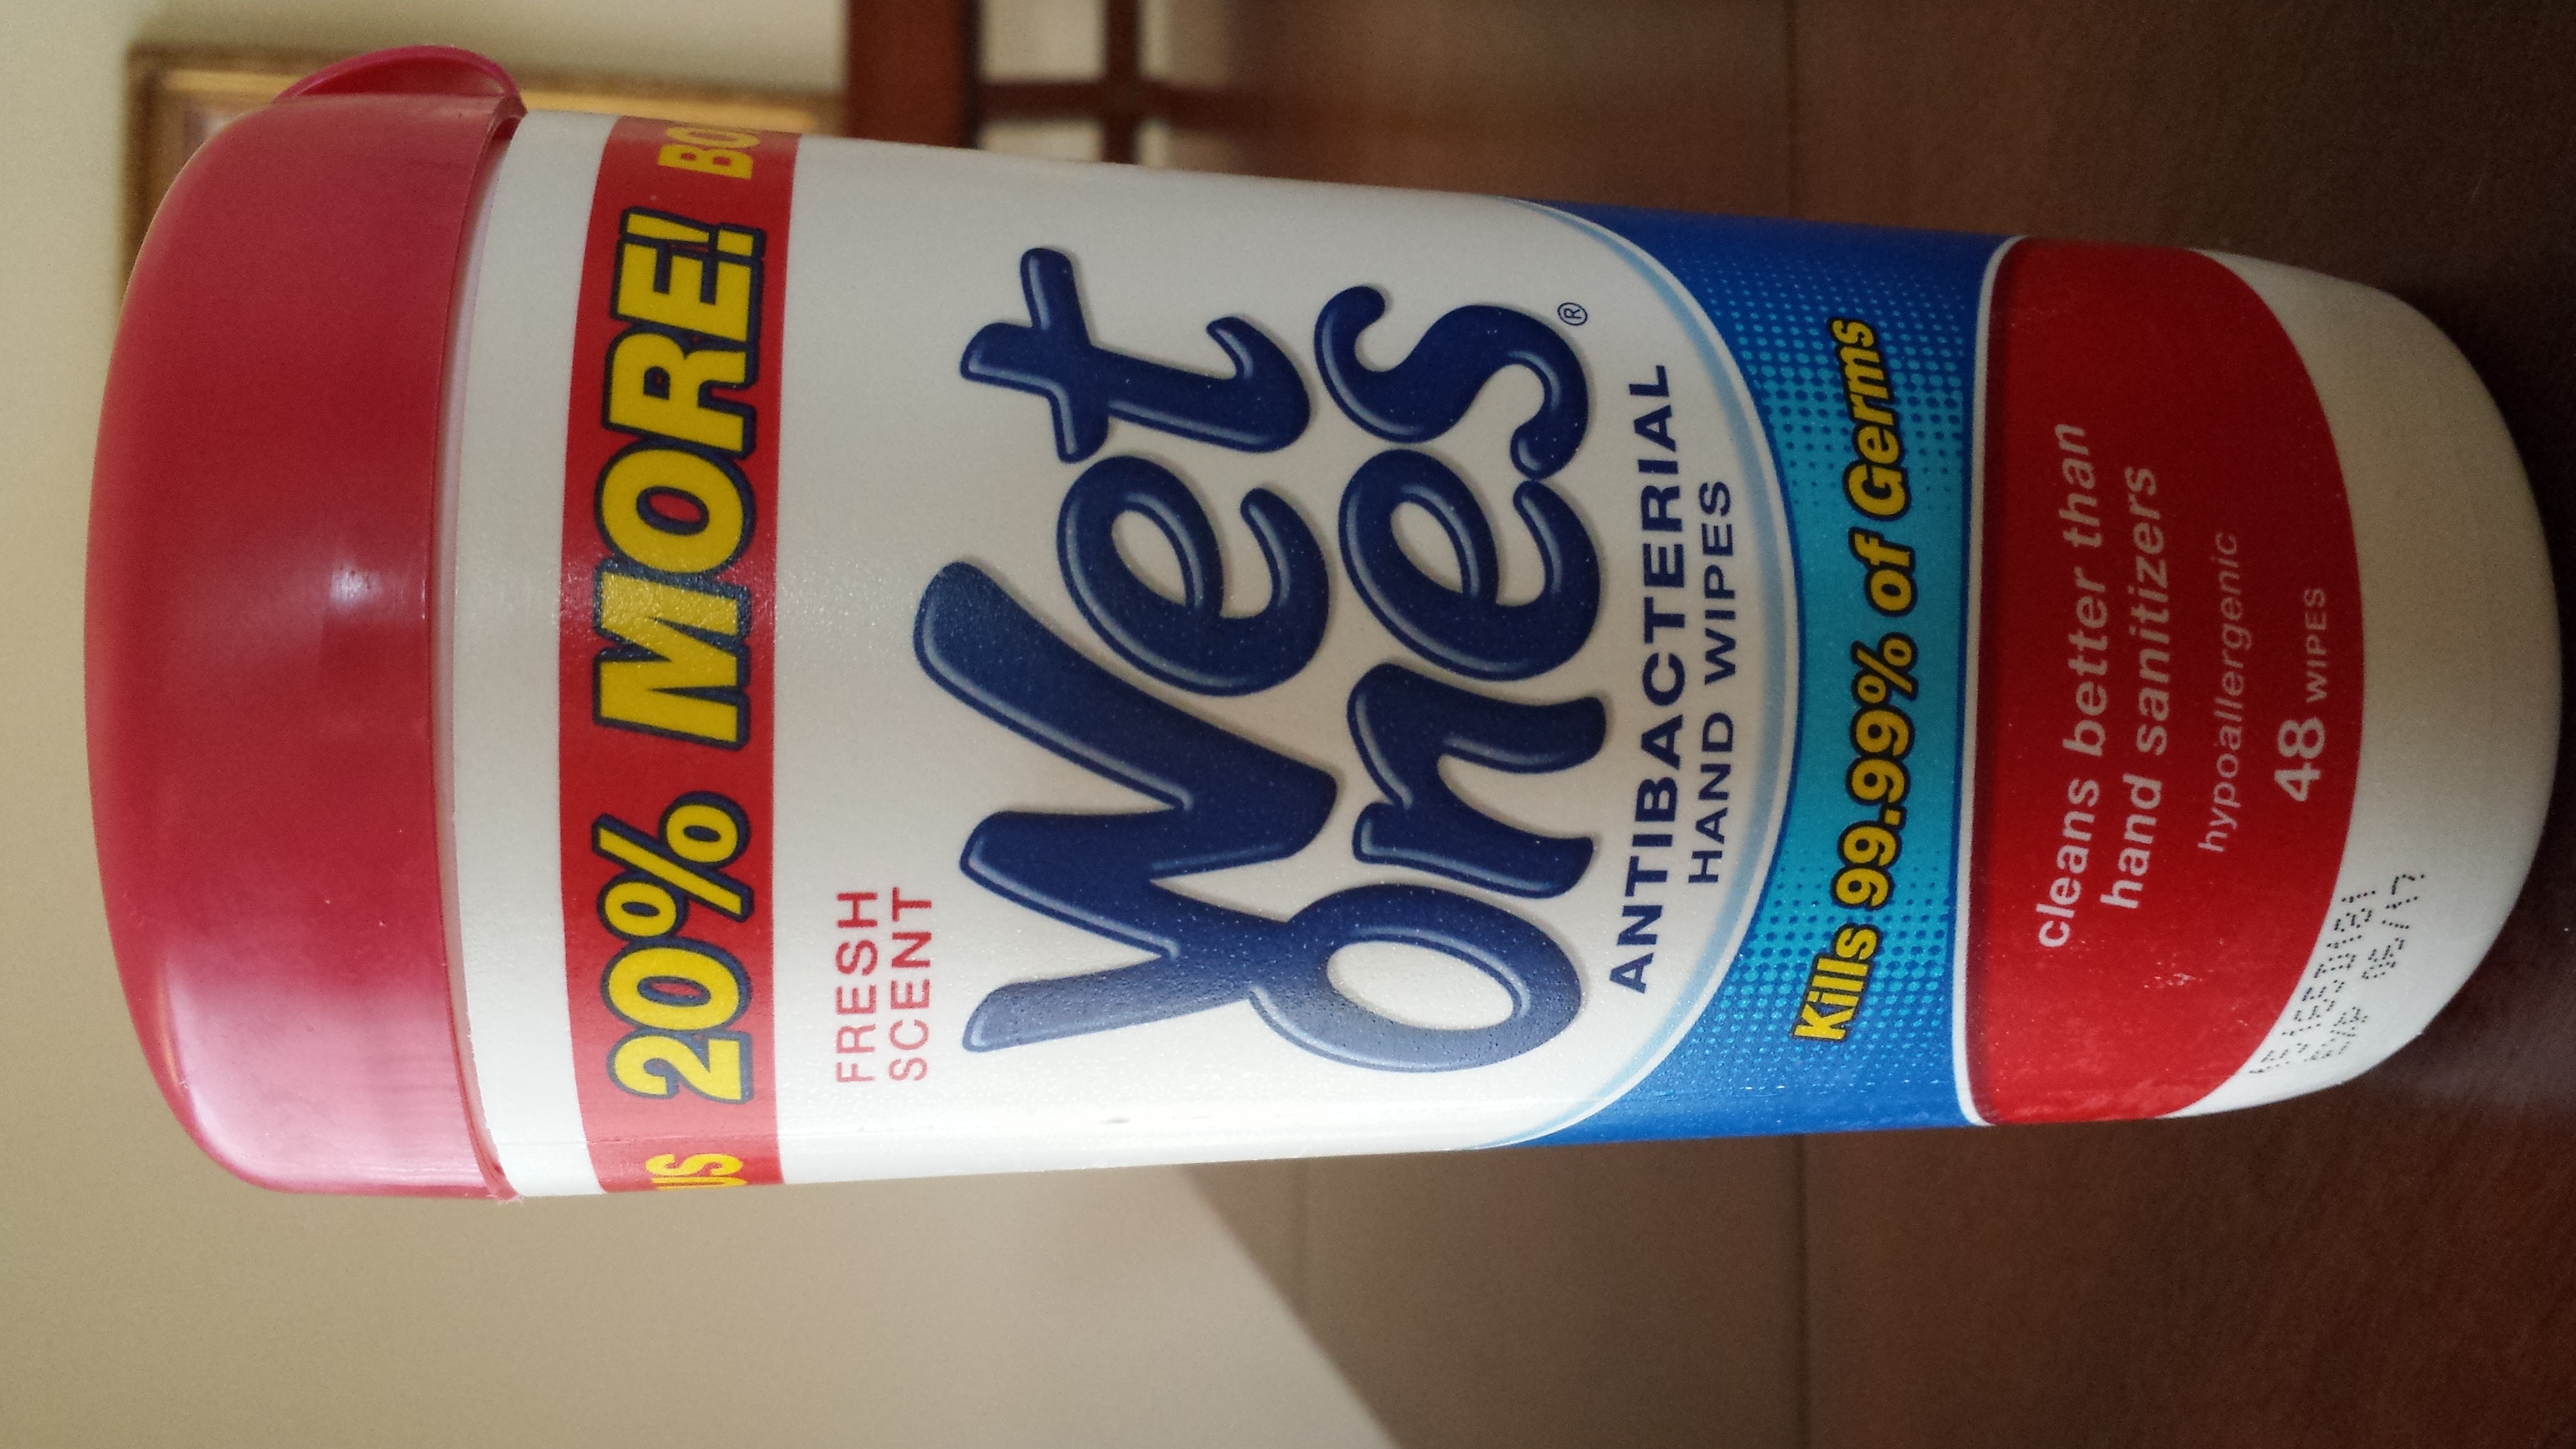 20% MORE!
FRESH
SCENT
Wet
Ones®
ANTIBACTERIAL
HAND WIPES
Kills 99.99% of Germs
cleans better than
hand sanitizers
hypoallergenic
48 WIPES